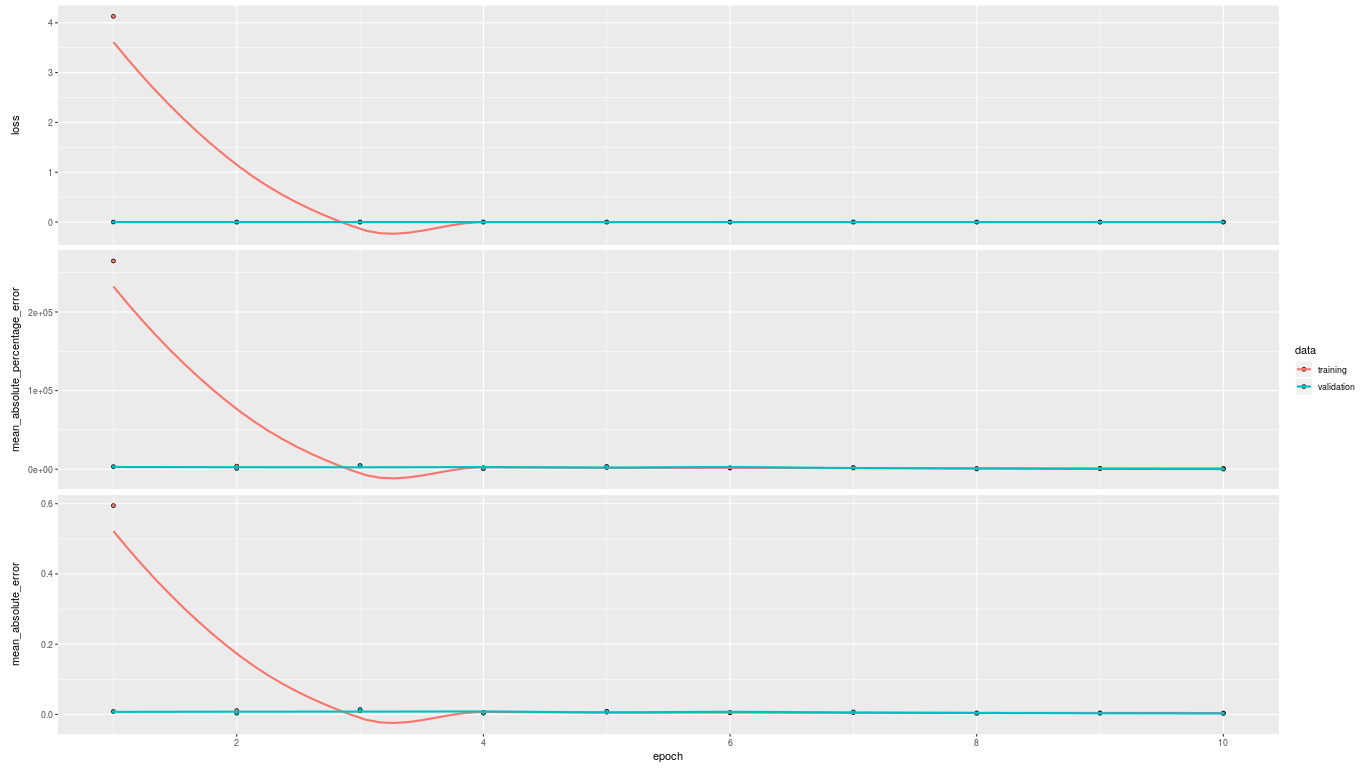 loss
4
3
2
1
0
mean_absolute_percentage_error
2e+05
1e+05
0e+00
mean_absolute_error
0.6
0.4
0.2
0.0
2 4 6 8 10
epoch
data
training
validation